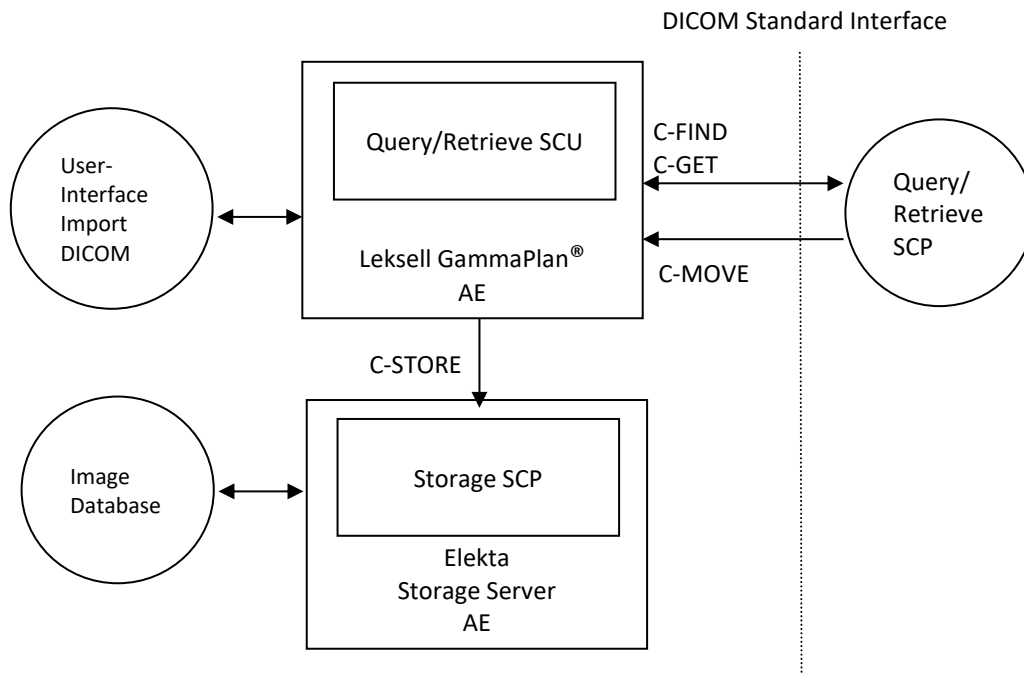 DICOM Standard Interface
Query/Retrieve SCU
C-FIND
C-GET
User-
Interface
Import
DICOM
Query/
Retrieve
SCP
Leksell GammaPlan®
AE
C-MOVE
C-STORE
Image
Database
Storage SCP
Elekta
Storage Server
AE